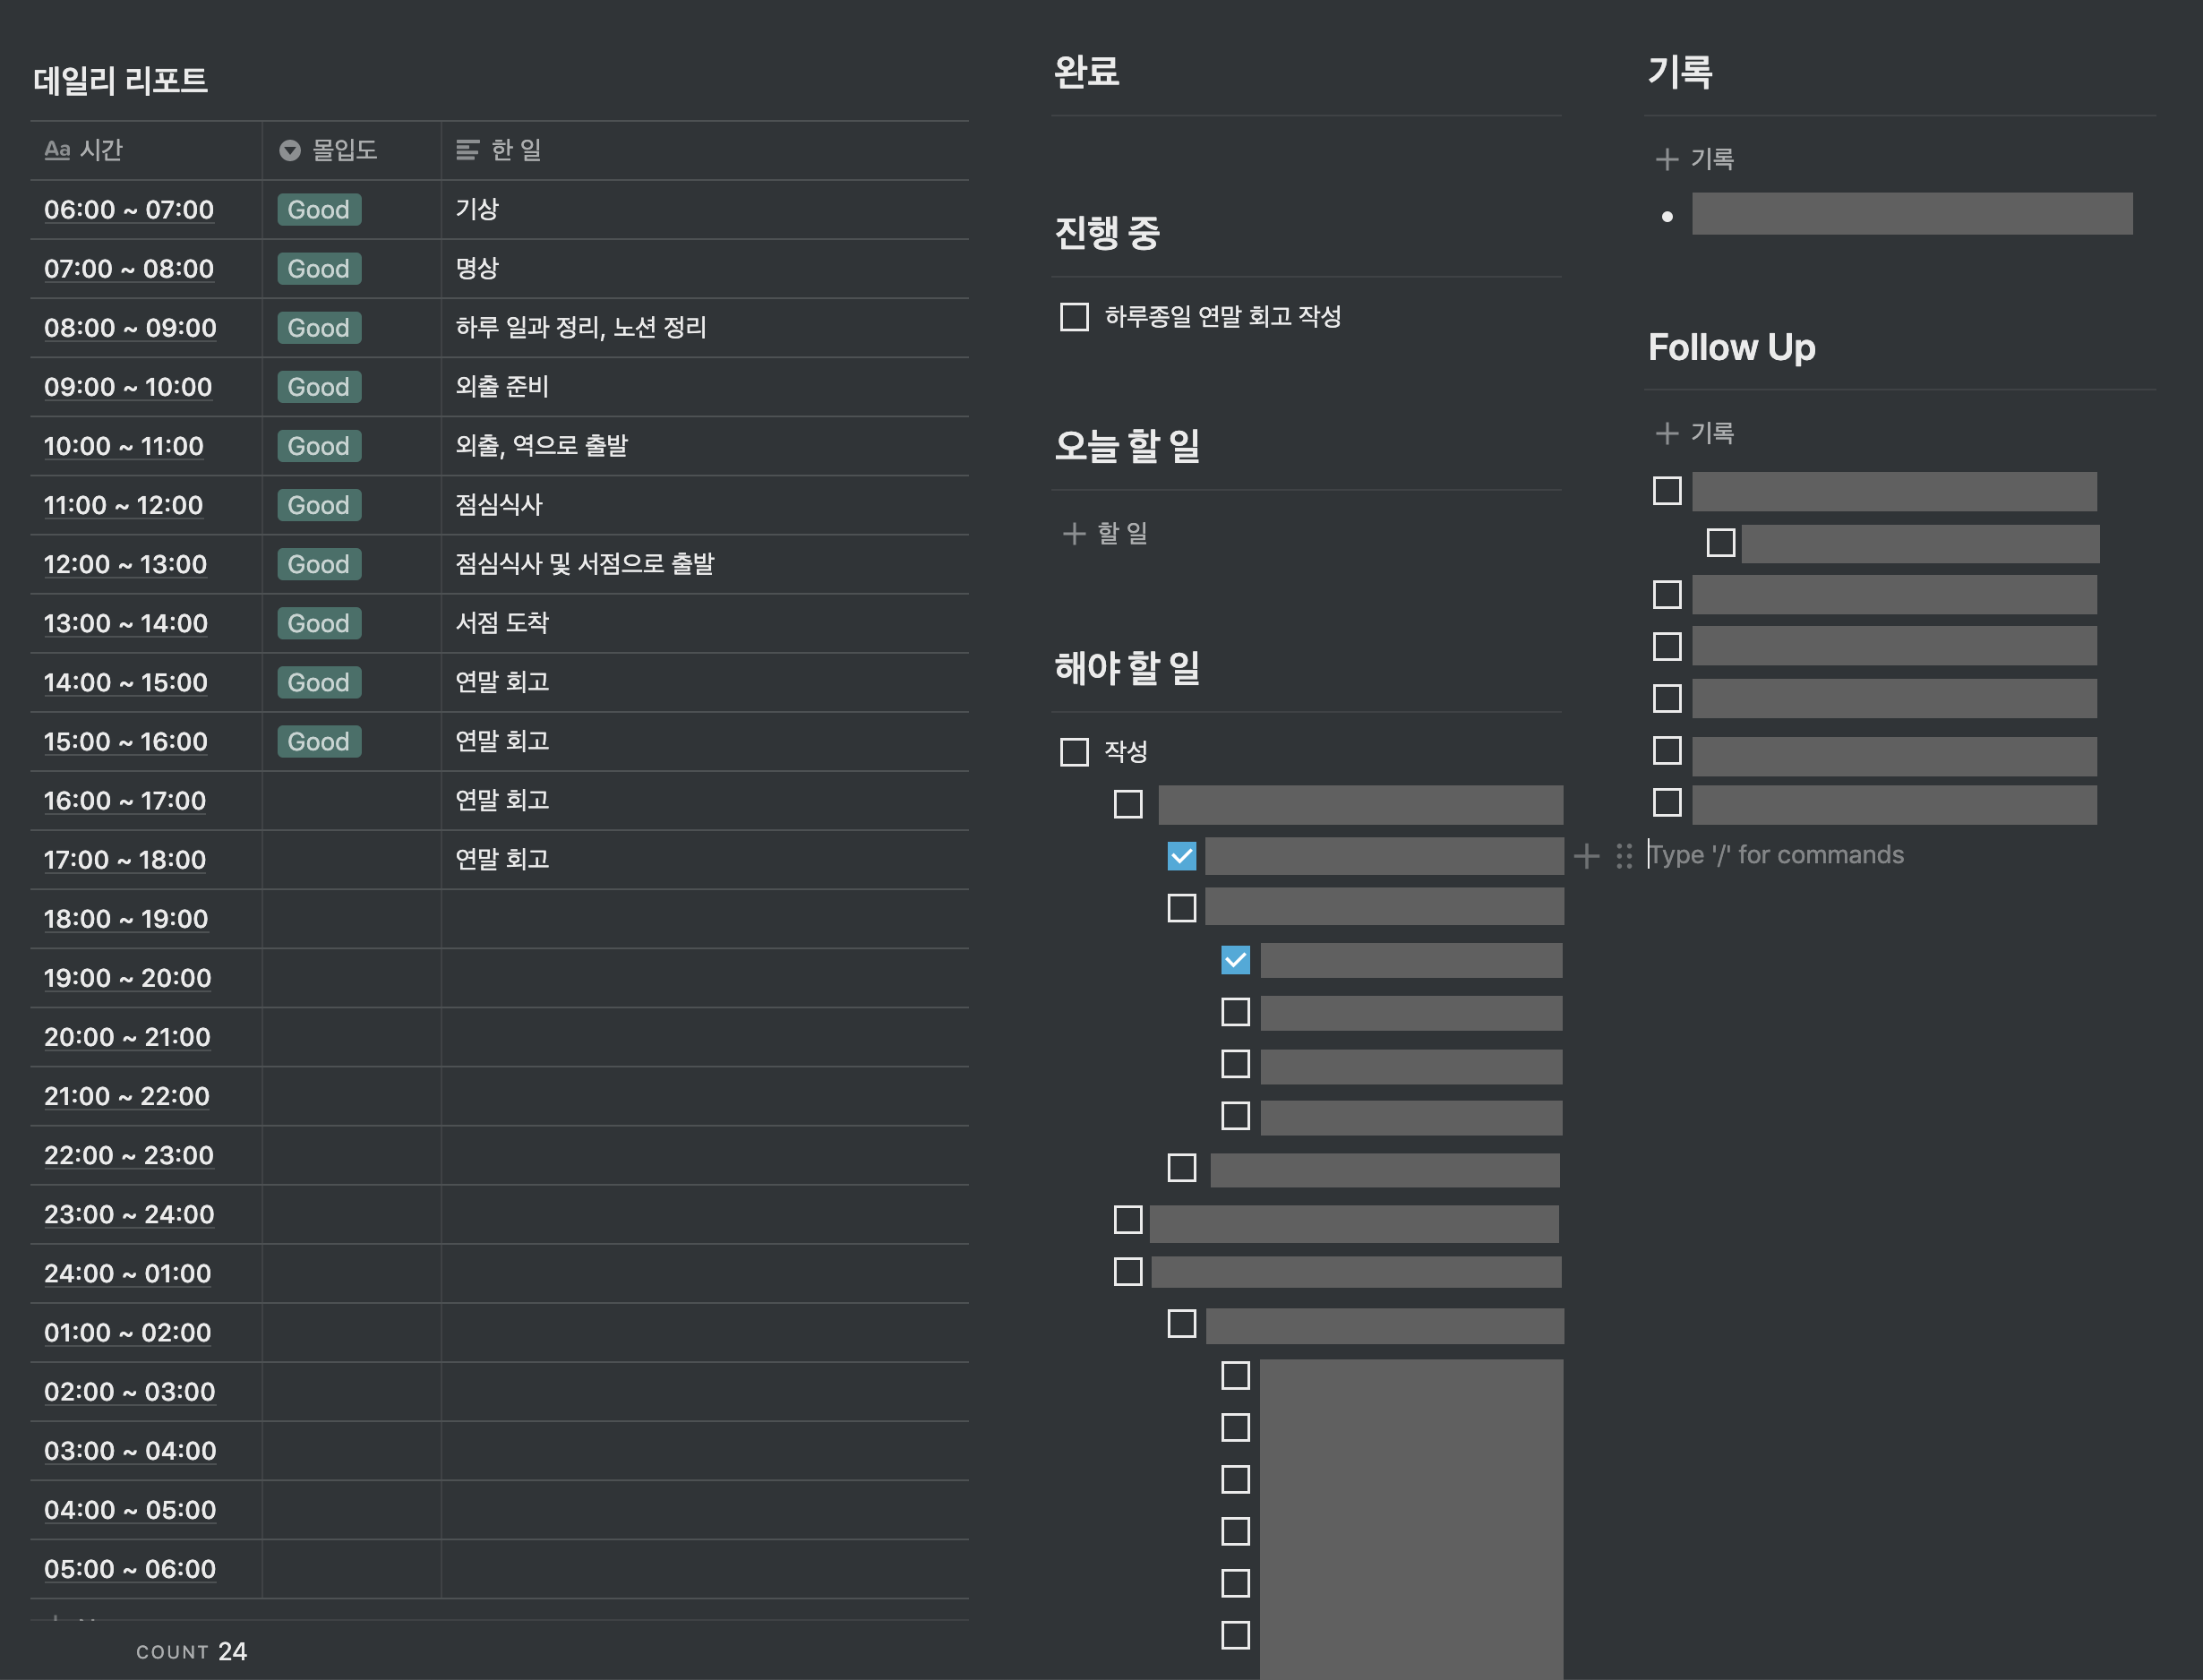 데일리 리포트
Aa 시간 몰입도 한 일
06:00 ~ 07:00 Good 기상
07:00 ~ 08:00 Good 명상
08:00 ~ 09:00 Good 하루 일과 정리, 노션 정리
09:00 ~ 10:00 Good 외출 준비
10:00 ~ 11:00 Good 외출, 역으로 출발
11:00 ~ 12:00 Good 점심식사
12:00 ~ 13:00 Good 점심식사 및 서점으로 출발
13:00 ~ 14:00 Good 서점 도착
14:00 ~ 15:00 Good 연말 회고
15:00 ~ 16:00 Good 연말 회고
16:00 ~ 17:00 연말 회고
17:00 ~ 18:00 연말 회고
18:00 ~ 19:00
19:00 ~ 20:00
20:00 ~ 21:00
21:00 ~ 22:00
22:00 ~ 23:00
23:00 ~ 24:00
24:00 ~ 01:00
01:00 ~ 02:00
02:00 ~ 03:00
03:00 ~ 04:00
04:00 ~ 05:00
05:00 ~ 06:00
COUNT 24
완료
진행 중
하루종일 연말 회고 작성
오늘 할 일
+ 할 일
해야 할 일
작성
기록
+ 기록
Follow Up
+ 기록
Type '/' for commands